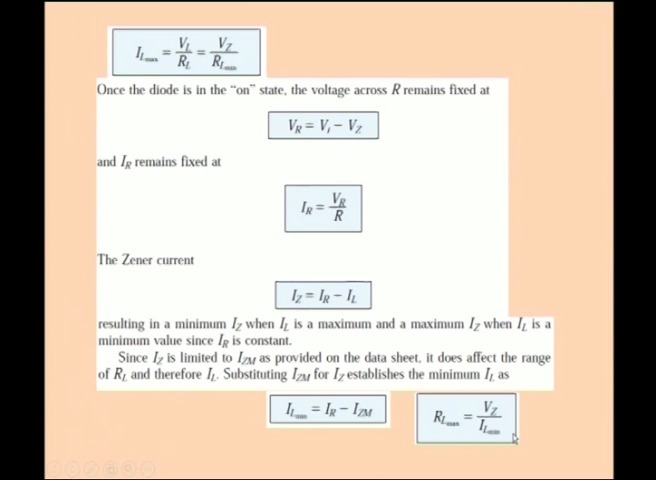 I_Lmax = V_L/R_L = V_Z/R_Lmin
Once the diode is in the “on” state, the voltage across R remains fixed at
V_R = V_i − V_Z
and I_R remains fixed at
I_R = V_R/R
The Zener current
I_Z = I_R − I_L
resulting in a minimum I_Z when I_L is a maximum and a maximum I_Z when I_L is a
minimum value since I_R is constant.
Since I_Z is limited to I_ZM as provided on the data sheet, it does affect the range
of R_L and therefore I_L. Substituting I_ZM for I_Z establishes the minimum I_L as
I_Lmin = I_R − I_ZM
R_Lmax = V_Z/I_Lmin